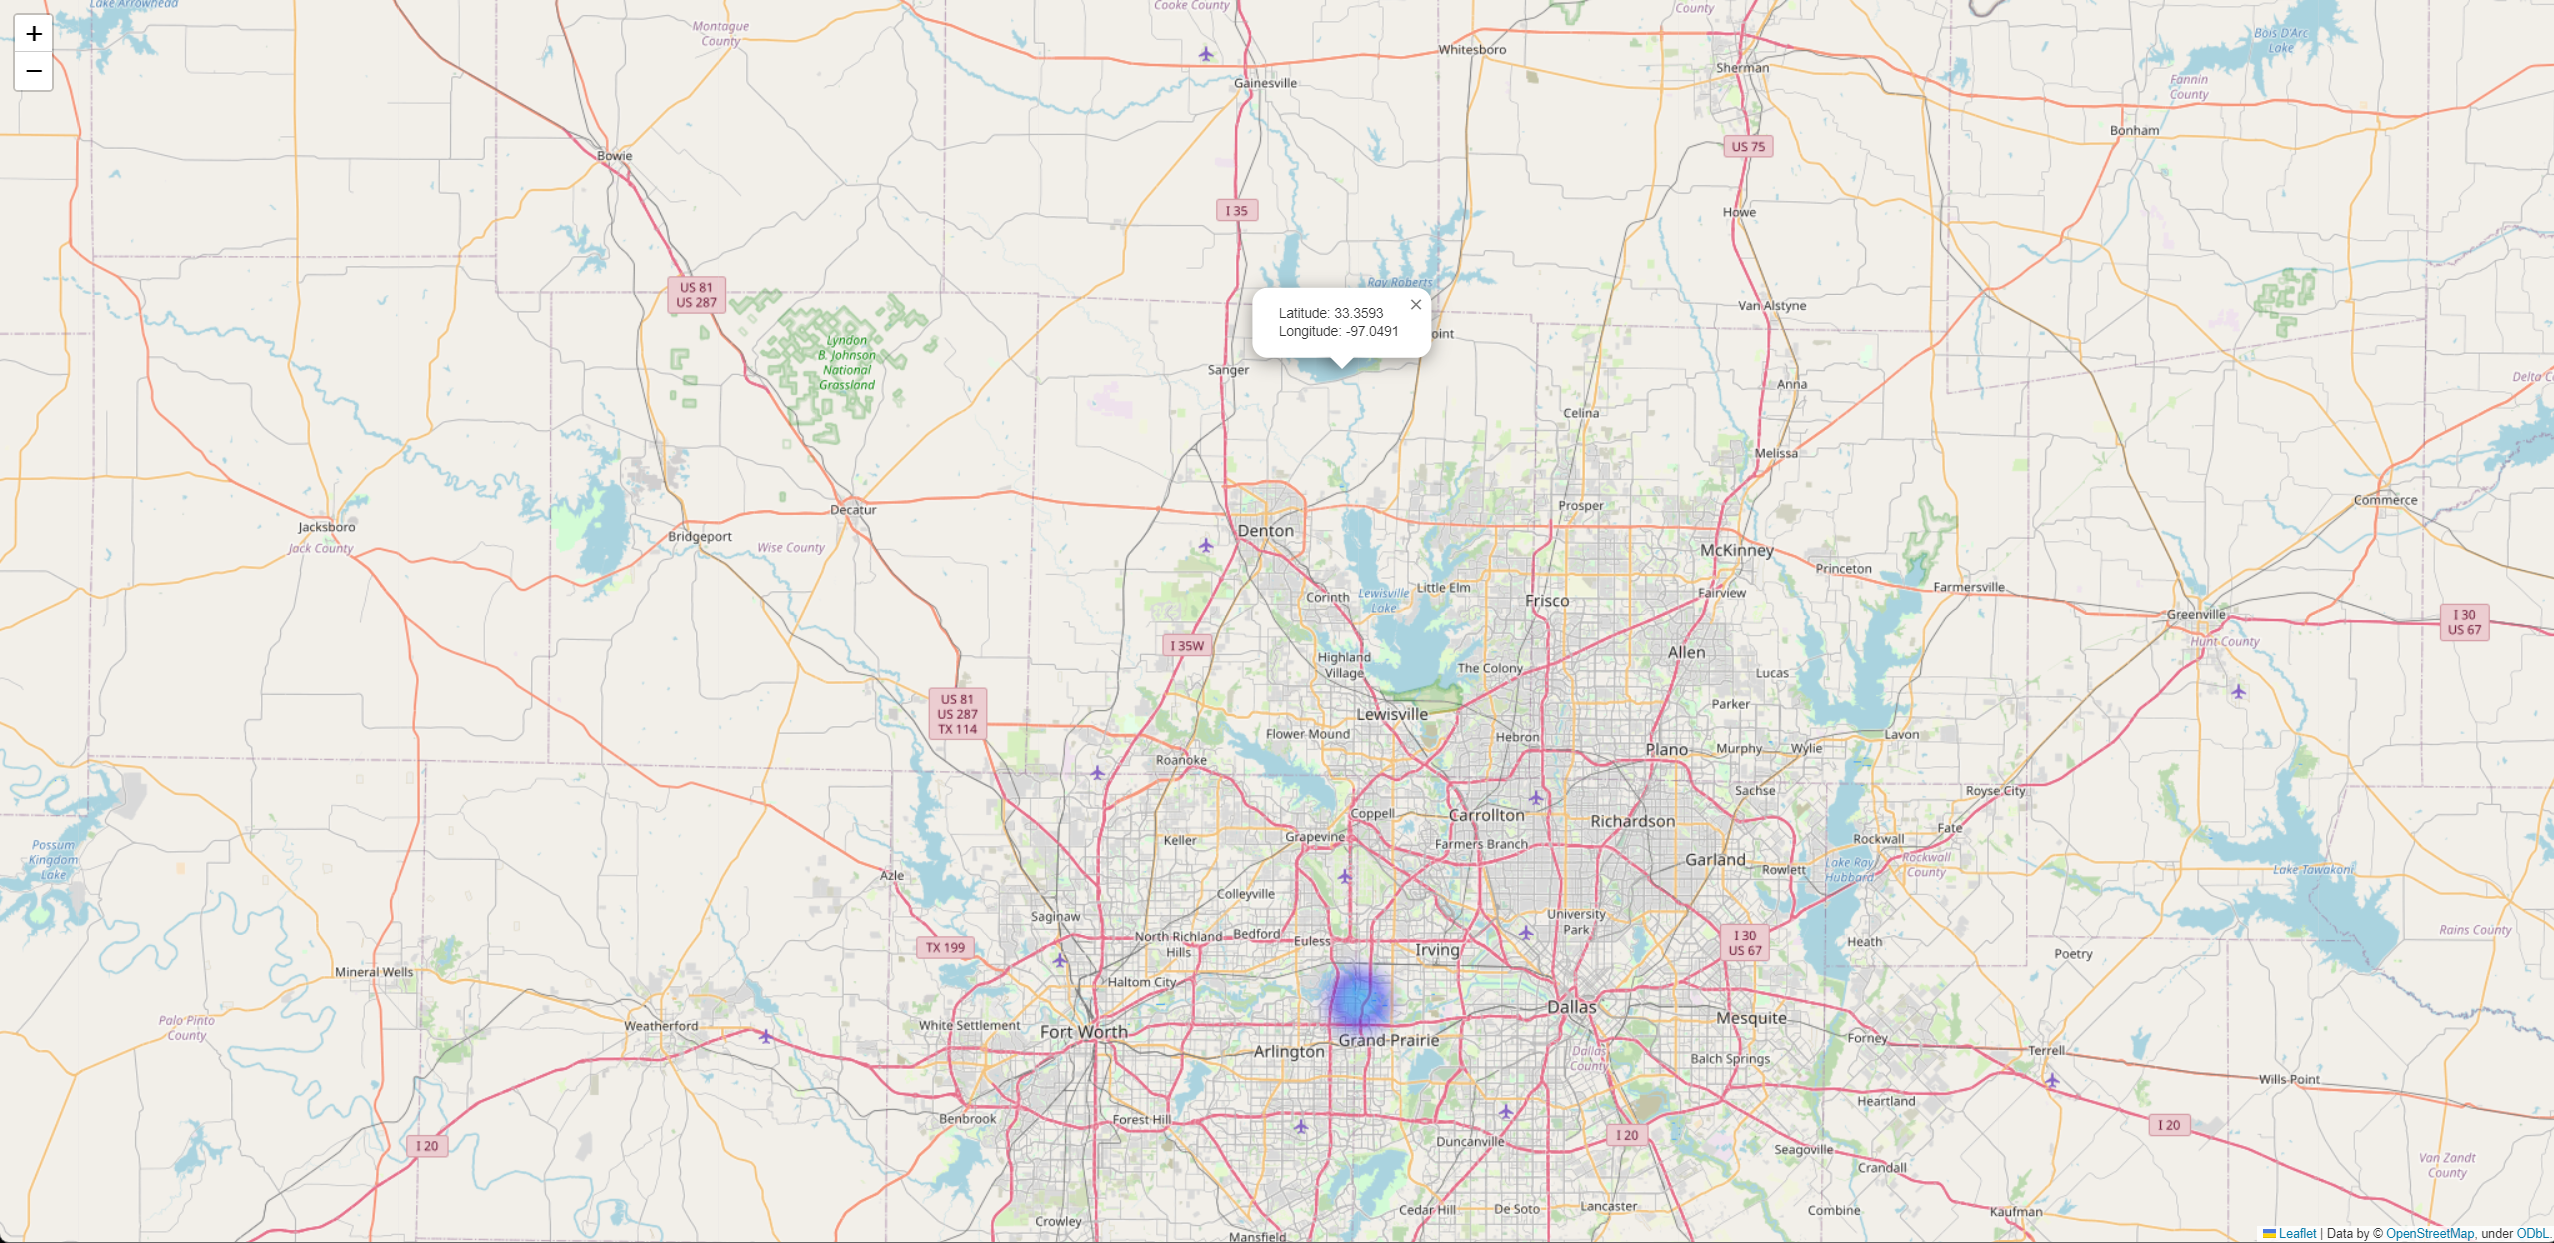 Lake Arrowhead
Cooke County
County
+
−
Montague
County
Whitesboro
Bois D'Arc
Lake
Sherman
Gainesville
Fannin
County
Bonham
US 75
Bowie
I 35
Howe
US 81
US 287
Ray Roberts
Van Alstyne
×
Latitude: 33.3593
Longitude: -97.0491
oint
Lyndon
B. Johnson
National
Grassland
Sanger
Anna
Delta C
Celina
Melissa
Commerce
Decatur
Prosper
Jacksboro
Jack County
Bridgeport
Wise County
Denton
McKinney
Princeton
Little Elm
Farmersville
Corinth
Lewisville
Lake
Frisco
Fairview
Greenville
I 30
US 67
Hunt County
I 35W
Highland
Village
The Colony
Allen
Lucas
US 81
US 287
TX 114
Parker
Lewisville
Flower Mound
Hebron
Plano
Murphy
Wylie
Lavon
Roanoke
Sachse
Royse City
Coppell
Carrollton
Richardson
Keller
Grapevine
Farmers Branch
Rockwall
Fate
Possum
Kingdom
Lake
Garland
Rowlett
Lake Ray
Hubbard
Rockwall
County
Lake Tawakoni
Azle
Colleyville
Saginaw
University
Park
North Richland
Hills
Bedford
Euless
Irving
TX 199
I 30
US 67
Heath
Poetry
Rains County
Mineral Wells
Haltom City
Dallas
Mesquite
Palo Pinto
County
Weatherford
White Settlement
Fort Worth
Grand Prairie
Arlington
Dallas
County
Balch Springs
Forney
Terrell
Wills Point
Heartland
Benbrook
Forest Hill
I 20
I 20
I 20
Duncanville
Seagoville
Crandall
Van Zandt
County
Cedar Hill
De Soto
Lancaster
Combine
Kaufman
Crowley
Mansfield
Leaflet | Data by © OpenStreetMap, under ODbL.